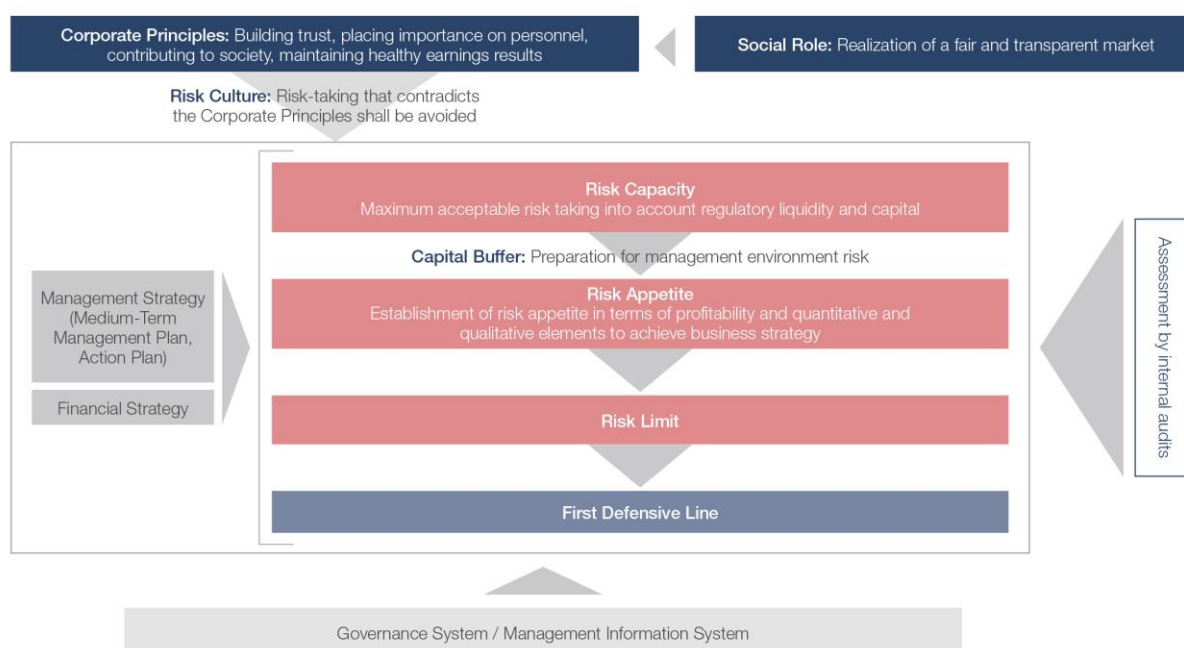 Corporate Principles: Building trust, placing importance on personnel,
contributing to society, maintaining healthy earnings results
Social Role: Realization of a fair and transparent market
Risk Culture: Risk-taking that contradicts
the Corporate Principles shall be avoided
Risk Capacity
Maximum acceptable risk taking into account regulatory liquidity and capital
Capital Buffer: Preparation for management environment risk
Management Strategy
(Medium-Term
Management Plan,
Action Plan)
Financial Strategy
Risk Appetite
Establishment of risk appetite in terms of profitability and quantitative and
qualitative elements to achieve business strategy
Risk Limit
First Defensive Line
Assessment by internal audits
Governance System / Management Information System